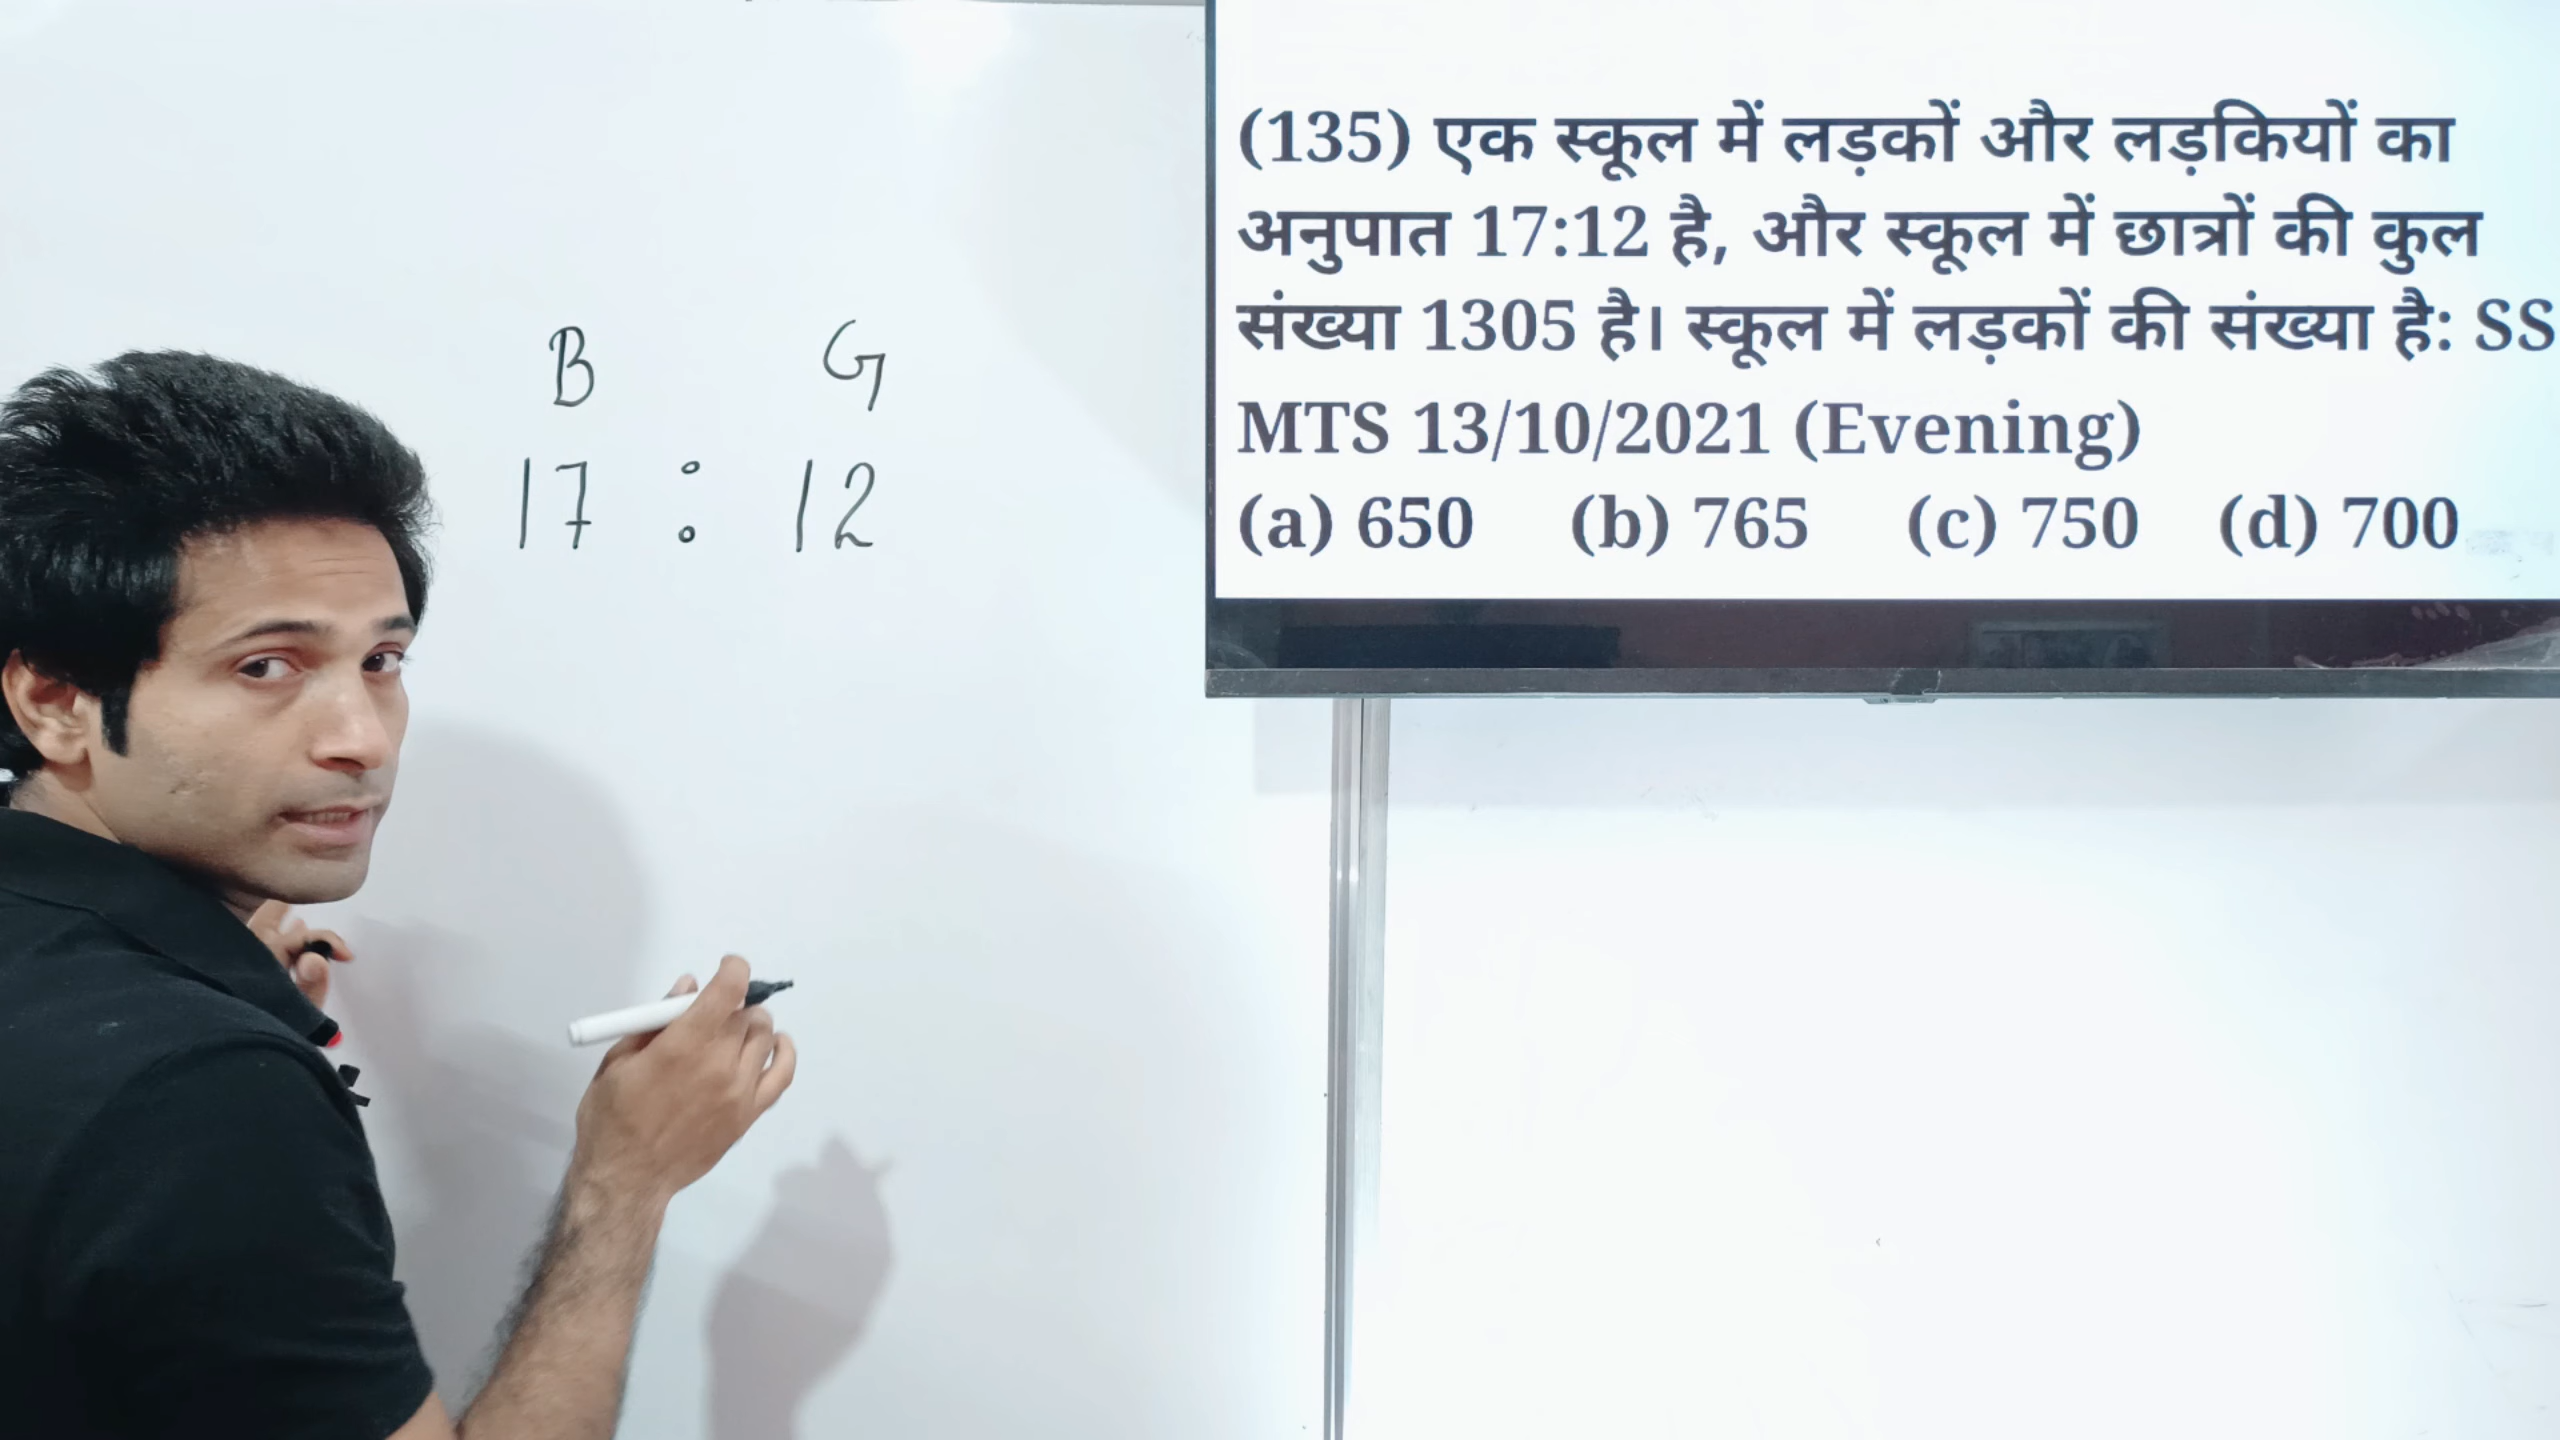 B G
17 : 12
(135) एक स्कूल में लड़कों और लड़कियों का
अनुपात 17:12 है, और स्कूल में छात्रों की कुल
संख्या 1305 है। स्कूल में लड़कों की संख्या है: SS
MTS 13/10/2021 (Evening)
(a) 650 (b) 765 (c) 750 (d) 700